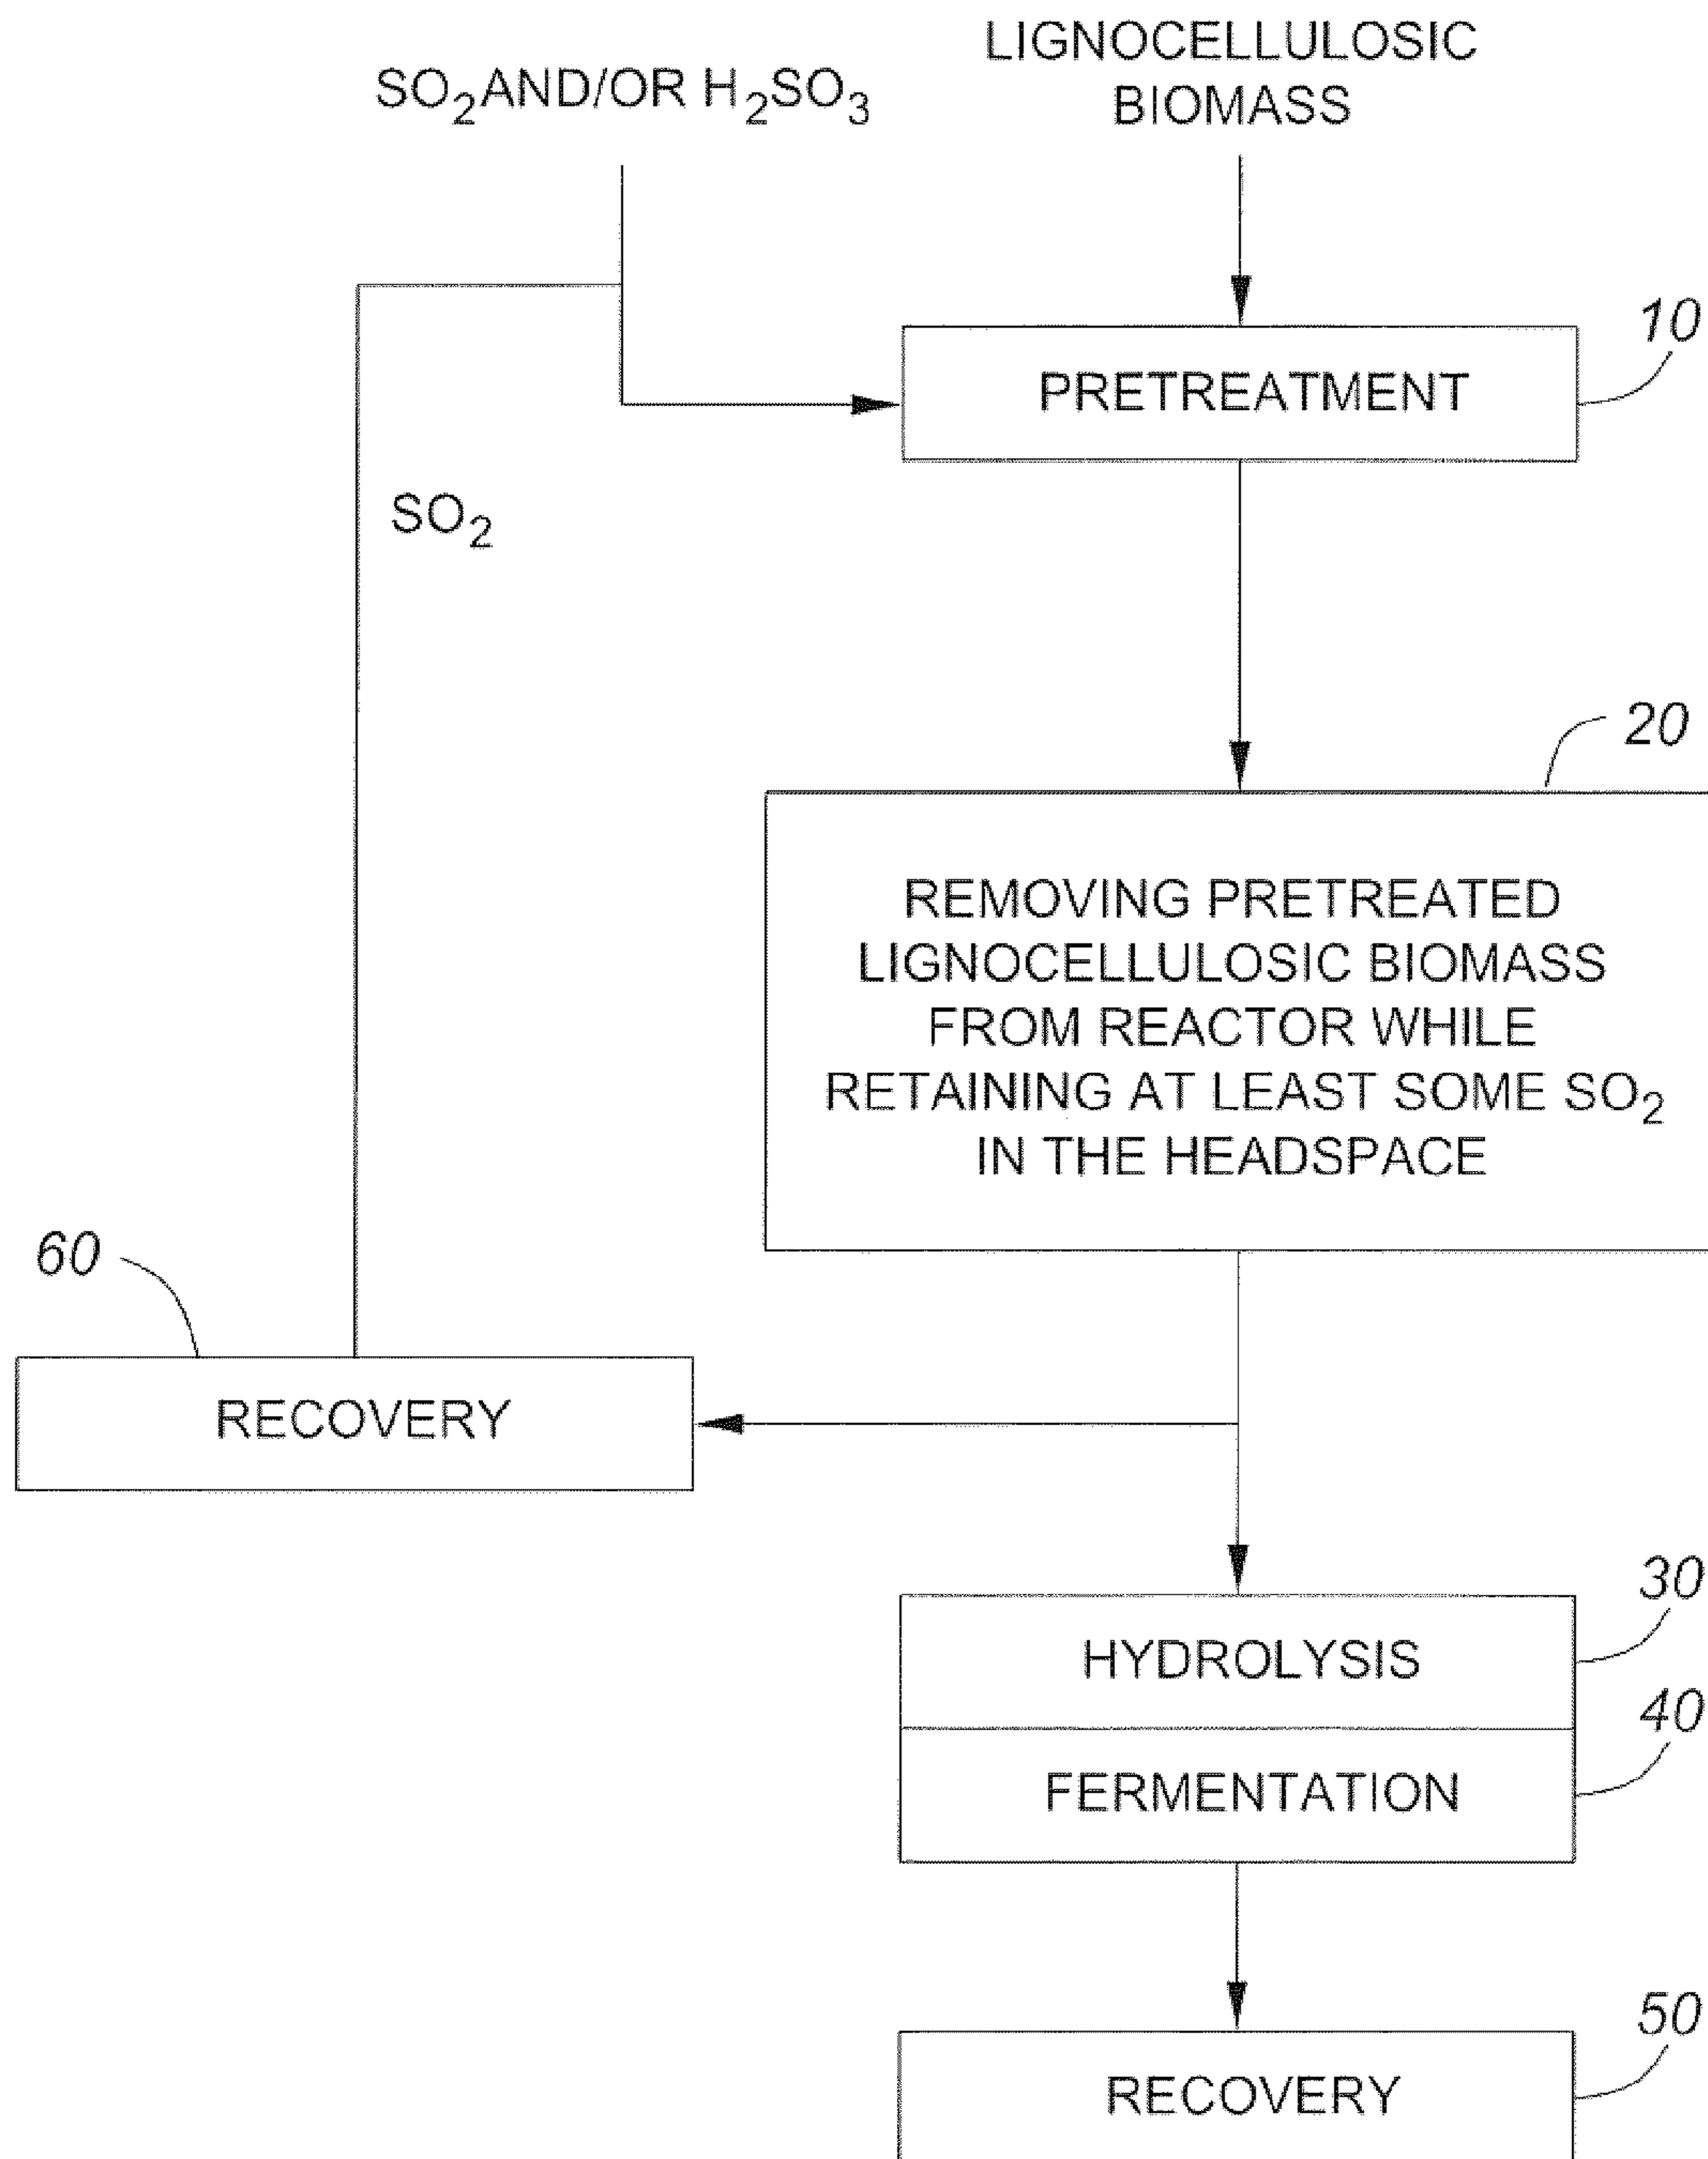 LIGNOCELLULOSIC
BIOMASS
SO₂AND/OR H₂SO₃
10
PRETREATMENT
SO₂
20
REMOVING PRETREATED
LIGNOCELLULOSIC BIOMASS
FROM REACTOR WHILE
RETAINING AT LEAST SOME SO₂
IN THE HEADSPACE
60
RECOVERY
30
HYDROLYSIS
40
FERMENTATION
50
RECOVERY